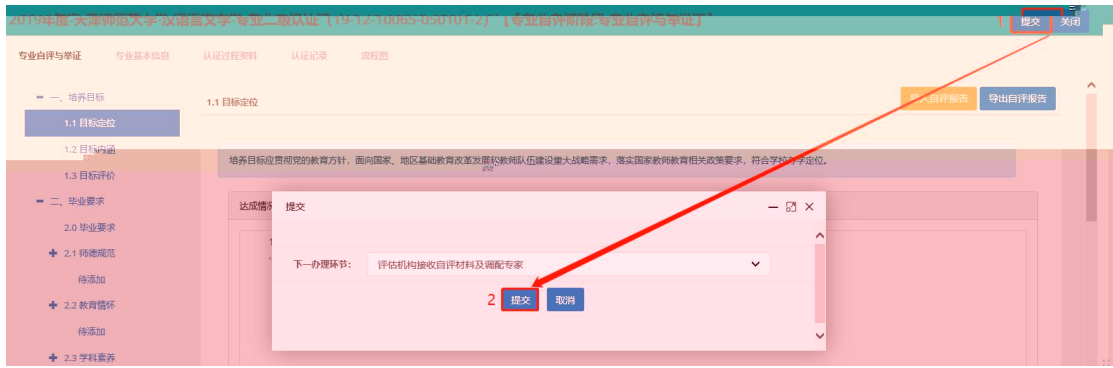 2019年度-天津师范大学-汉语言文学-专业二级认证 (19-12-10065-050101-2) 【专业自评阶段-专业自评与举证】
1 提交 关闭
专业自评与举证 专业基本信息 认证过程资料 认证记录 流程图
一、培养目标
1.1 目标定位
导入自评报告 导出自评报告
1.1 目标定位
1.2 目标内涵
培养目标应贯彻党的教育方针，面向国家、地区基础教育改革发展和教师队伍建设重大战略需求，落实国家教师教育相关政策要求，符合学校办学定位。
1.3 目标评价
二、毕业要求
达成情况
提交
2.0 毕业要求
2.1 师德规范
下一办理环节： 评估机构接收自评材料及调配专家
待添加
2 提交 取消
2.2 教育情怀
待添加
2.3 学科素养